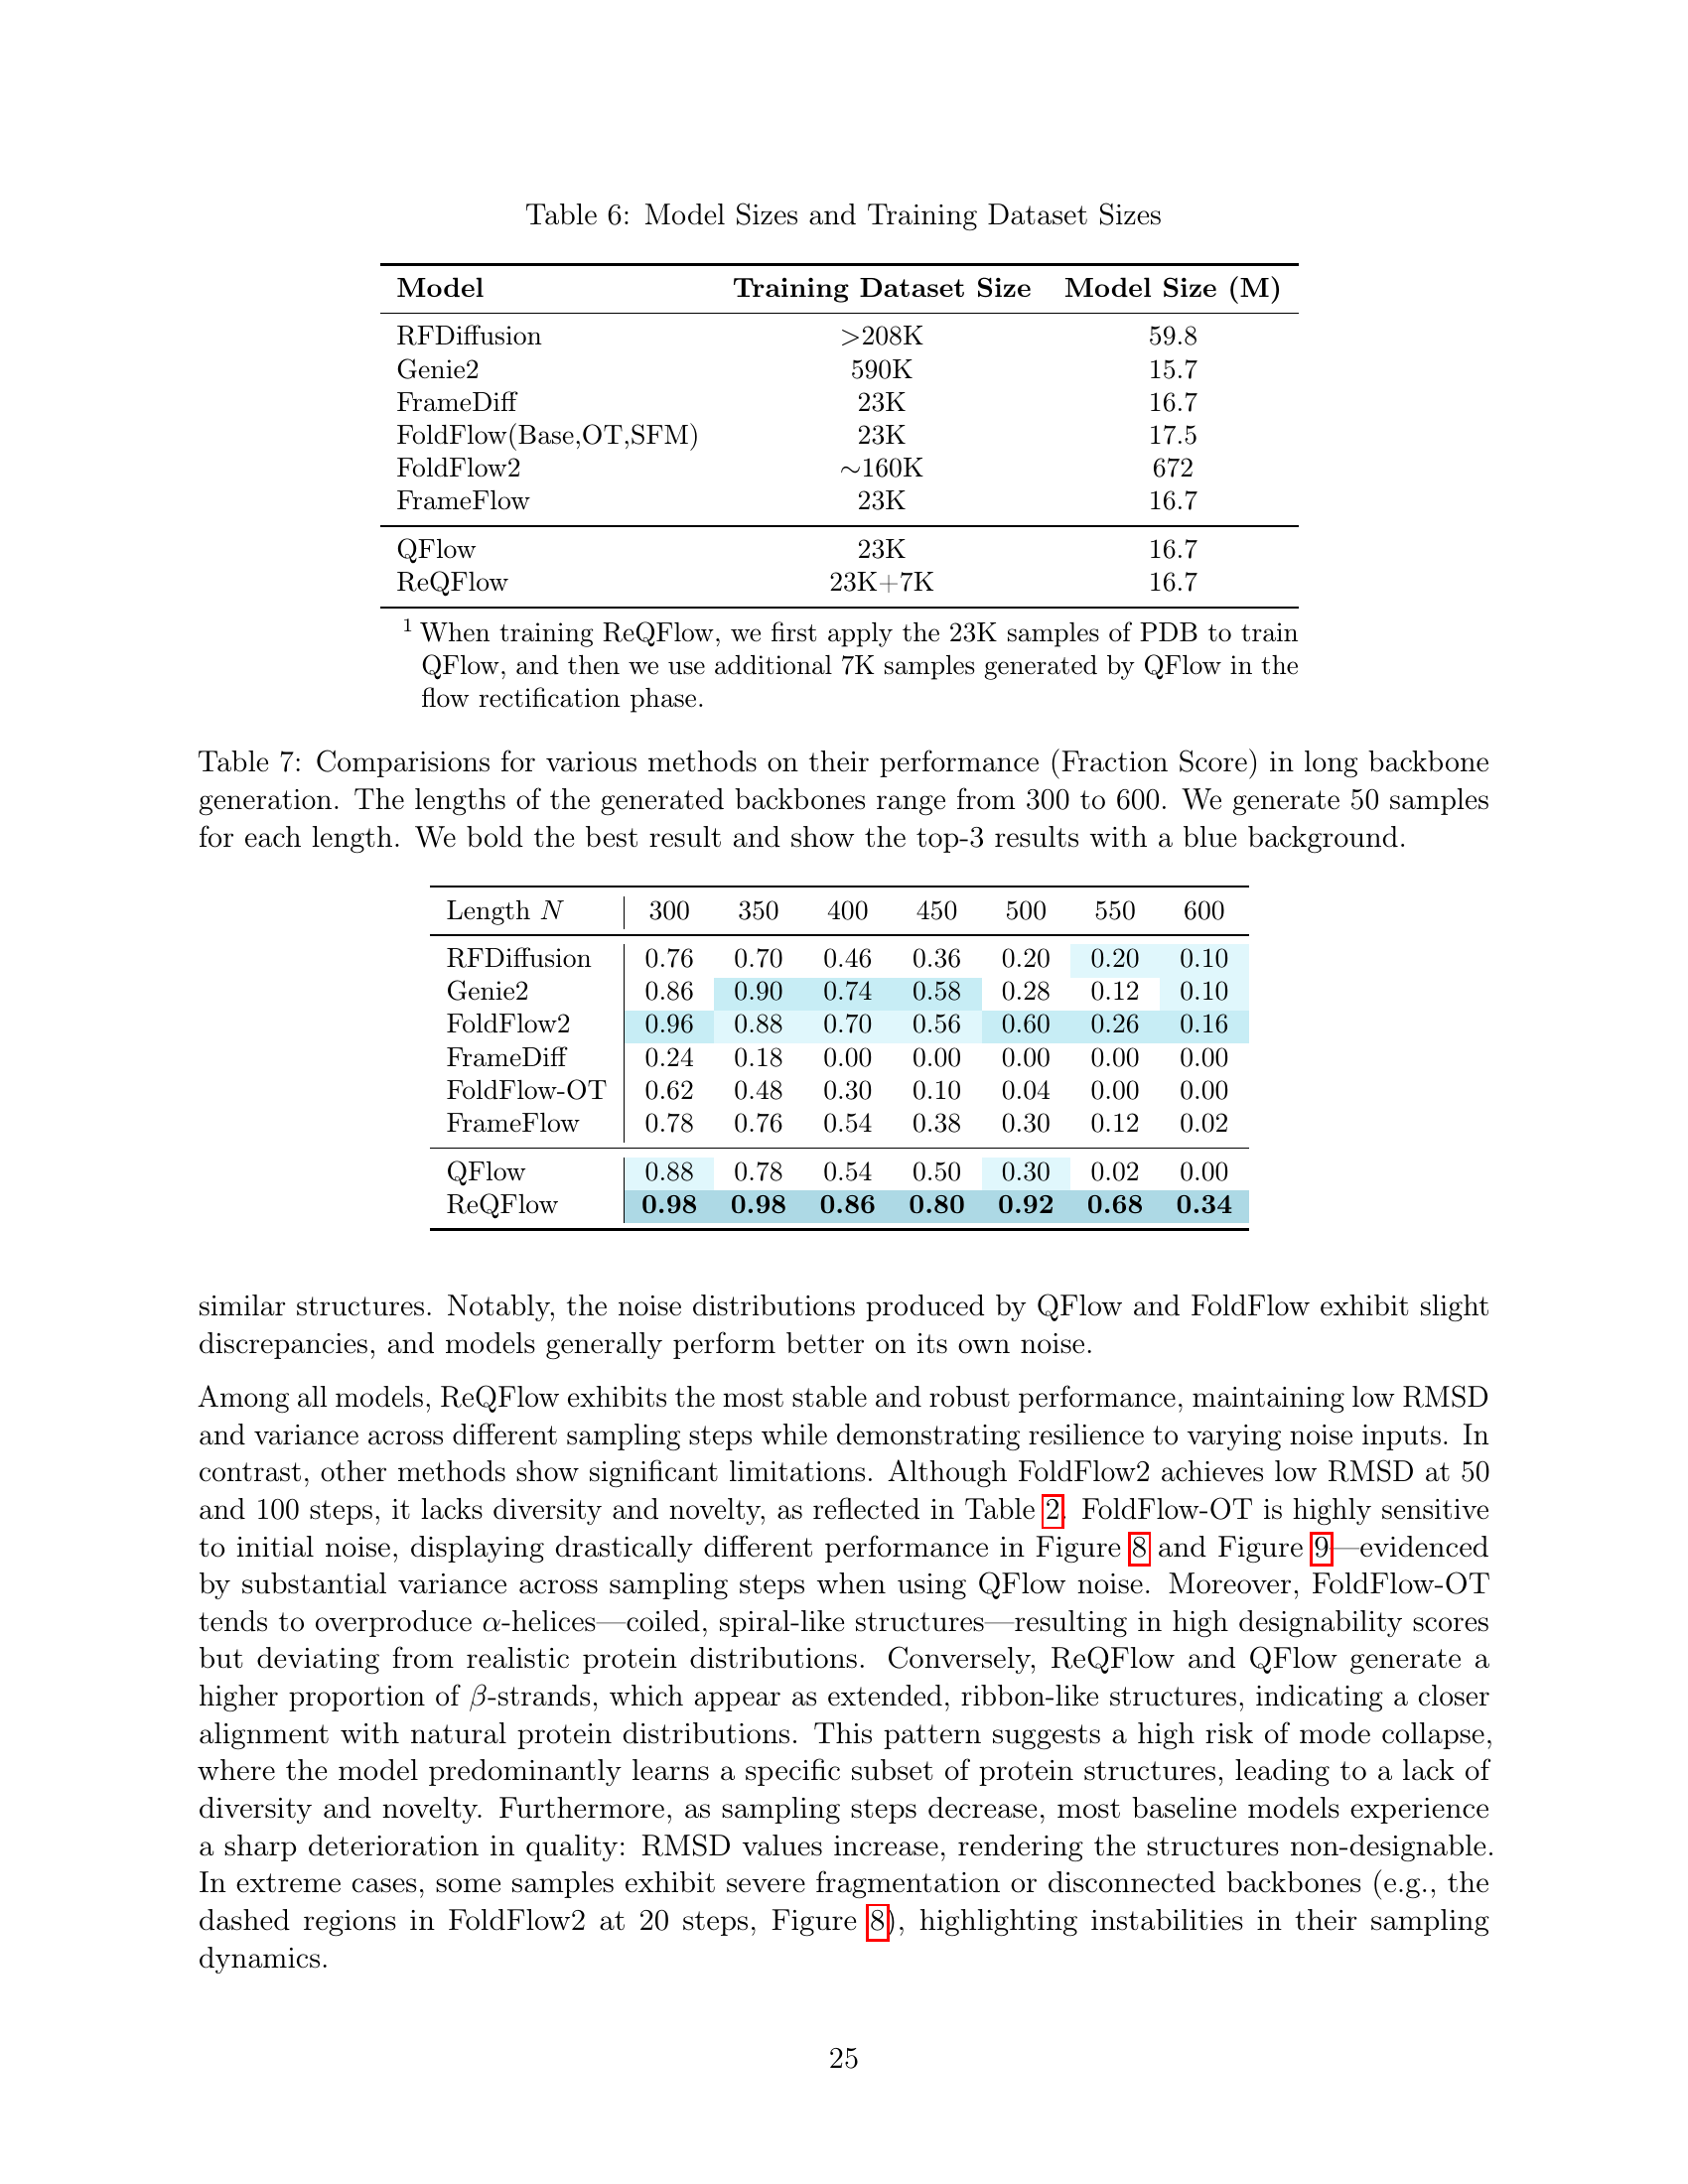 Table 6: Model Sizes and Training Dataset Sizes
Model Training Dataset Size Model Size (M)
RFDiffusion >208K 59.8
Genie2 590K 15.7
FrameDiff 23K 16.7
FoldFlow(Base,OT,SFM) 23K 17.5
FoldFlow2 ∼160K 672
FrameFlow 23K 16.7
QFlow 23K 16.7
ReQFlow 23K+7K 16.7
1 When training ReQFlow, we first apply the 23K samples of PDB to train
QFlow, and then we use additional 7K samples generated by QFlow in the
flow rectification phase.
Table 7: Comparisions for various methods on their performance (Fraction Score) in long backbone
generation. The lengths of the generated backbones range from 300 to 600. We generate 50 samples
for each length. We bold the best result and show the top-3 results with a blue background.
Length N 300 350 400 450 500 550 600
RFDiffusion 0.76 0.70 0.46 0.36 0.20 0.20 0.10
Genie2 0.86 0.90 0.74 0.58 0.28 0.12 0.10
FoldFlow2 0.96 0.88 0.70 0.56 0.60 0.26 0.16
FrameDiff 0.24 0.18 0.00 0.00 0.00 0.00 0.00
FoldFlow-OT 0.62 0.48 0.30 0.10 0.04 0.00 0.00
FrameFlow 0.78 0.76 0.54 0.38 0.30 0.12 0.02
QFlow 0.88 0.78 0.54 0.50 0.30 0.02 0.00
ReQFlow 0.98 0.98 0.86 0.80 0.92 0.68 0.34
similar structures. Notably, the noise distributions produced by QFlow and FoldFlow exhibit slight
discrepancies, and models generally perform better on its own noise.
Among all models, ReQFlow exhibits the most stable and robust performance, maintaining low RMSD
and variance across different sampling steps while demonstrating resilience to varying noise inputs. In
contrast, other methods show significant limitations. Although FoldFlow2 achieves low RMSD at 50
and 100 steps, it lacks diversity and novelty, as reflected in Table 2. FoldFlow-OT is highly sensitive
to initial noise, displaying drastically different performance in Figure 8 and Figure 9—evidenced
by substantial variance across sampling steps when using QFlow noise. Moreover, FoldFlow-OT
tends to overproduce α-helices—coiled, spiral-like structures—resulting in high designability scores
but deviating from realistic protein distributions. Conversely, ReQFlow and QFlow generate a
higher proportion of β-strands, which appear as extended, ribbon-like structures, indicating a closer
alignment with natural protein distributions. This pattern suggests a high risk of mode collapse,
where the model predominantly learns a specific subset of protein structures, leading to a lack of
diversity and novelty. Furthermore, as sampling steps decrease, most baseline models experience
a sharp deterioration in quality: RMSD values increase, rendering the structures non-designable.
In extreme cases, some samples exhibit severe fragmentation or disconnected backbones (e.g., the
dashed regions in FoldFlow2 at 20 steps, Figure 8), highlighting instabilities in their sampling
dynamics.
25